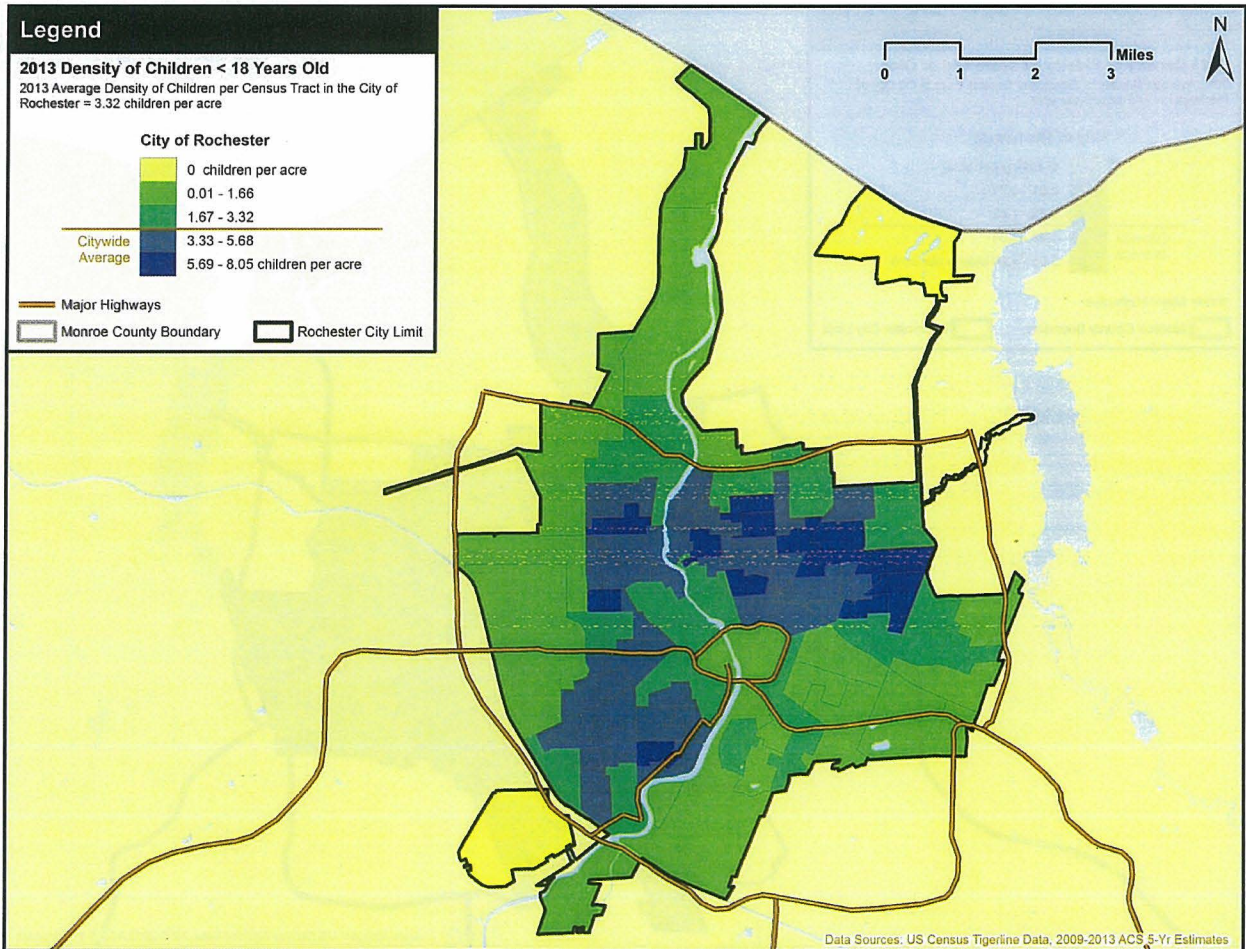 Legend
2013 Density of Children < 18 Years Old
2013 Average Density of Children per Census Tract in the City of
Rochester = 3.32 children per acre
City of Rochester
0 children per acre
0.01 - 1.66
1.67 - 3.32
Citywide
Average
3.33 - 5.68
5.69 - 8.05 children per acre
Major Highways
Monroe County Boundary
Rochester City Limit
Miles
0 1 2 3
N
Data Sources: US Census Tigerline Data, 2009-2013 ACS 5-Yr Estimates